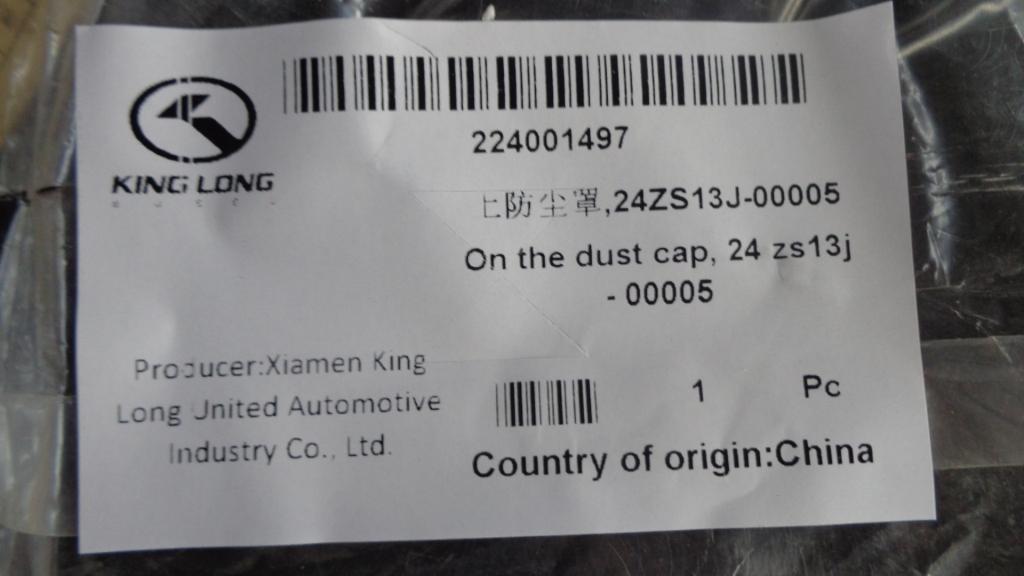 KING LONG
224001497
上防尘罩,24ZS13J-00005
On the dust cap, 24 zs13j
- 00005
Producer:Xiamen King
Long United Automotive
Industry Co., Ltd.
1 Pc
Country of origin:China